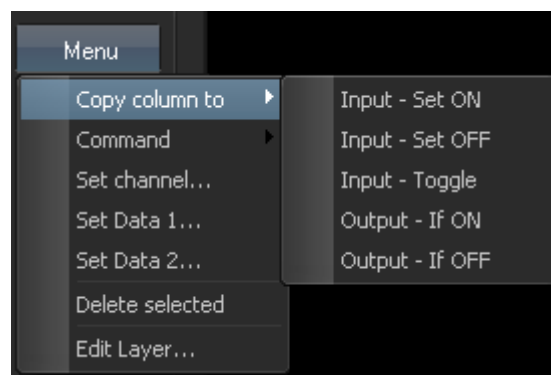 Menu
Copy column to
Command
Set channel...
Set Data 1...
Set Data 2...
Delete selected
Edit Layer...
Input - Set ON
Input - Set OFF
Input - Toggle
Output - If ON
Output - If OFF